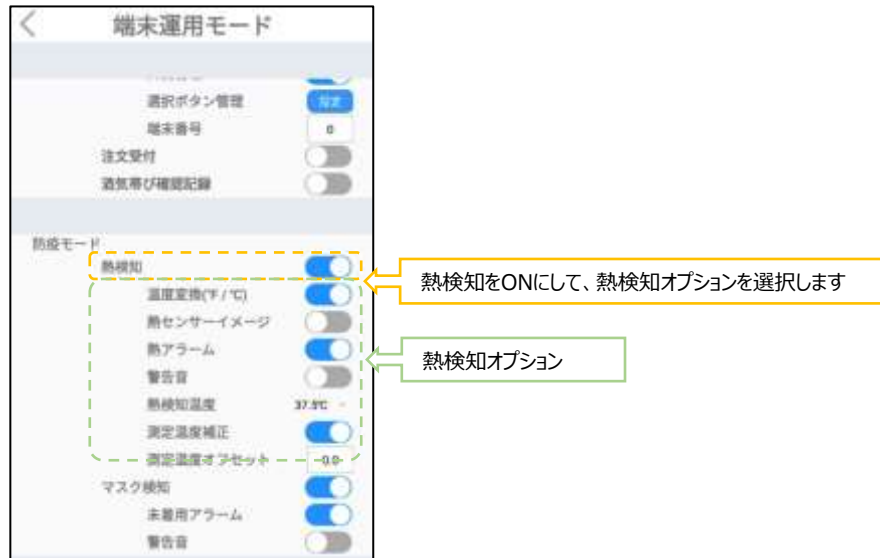 端末運用モード
選択ボタン管理
設定
端末番号
0
注文受付
酒気帯び確認記録
防疫モード
熱検知
熱検知をONにして、熱検知オプションを選択します
温度変換(℉ / ℃)
熱センサーイメージ
熱アラーム
熱検知オプション
警告音
熱検知温度
37.5℃
測定温度補正
測定温度オフセット
0.0
マスク検知
未着用アラーム
警告音